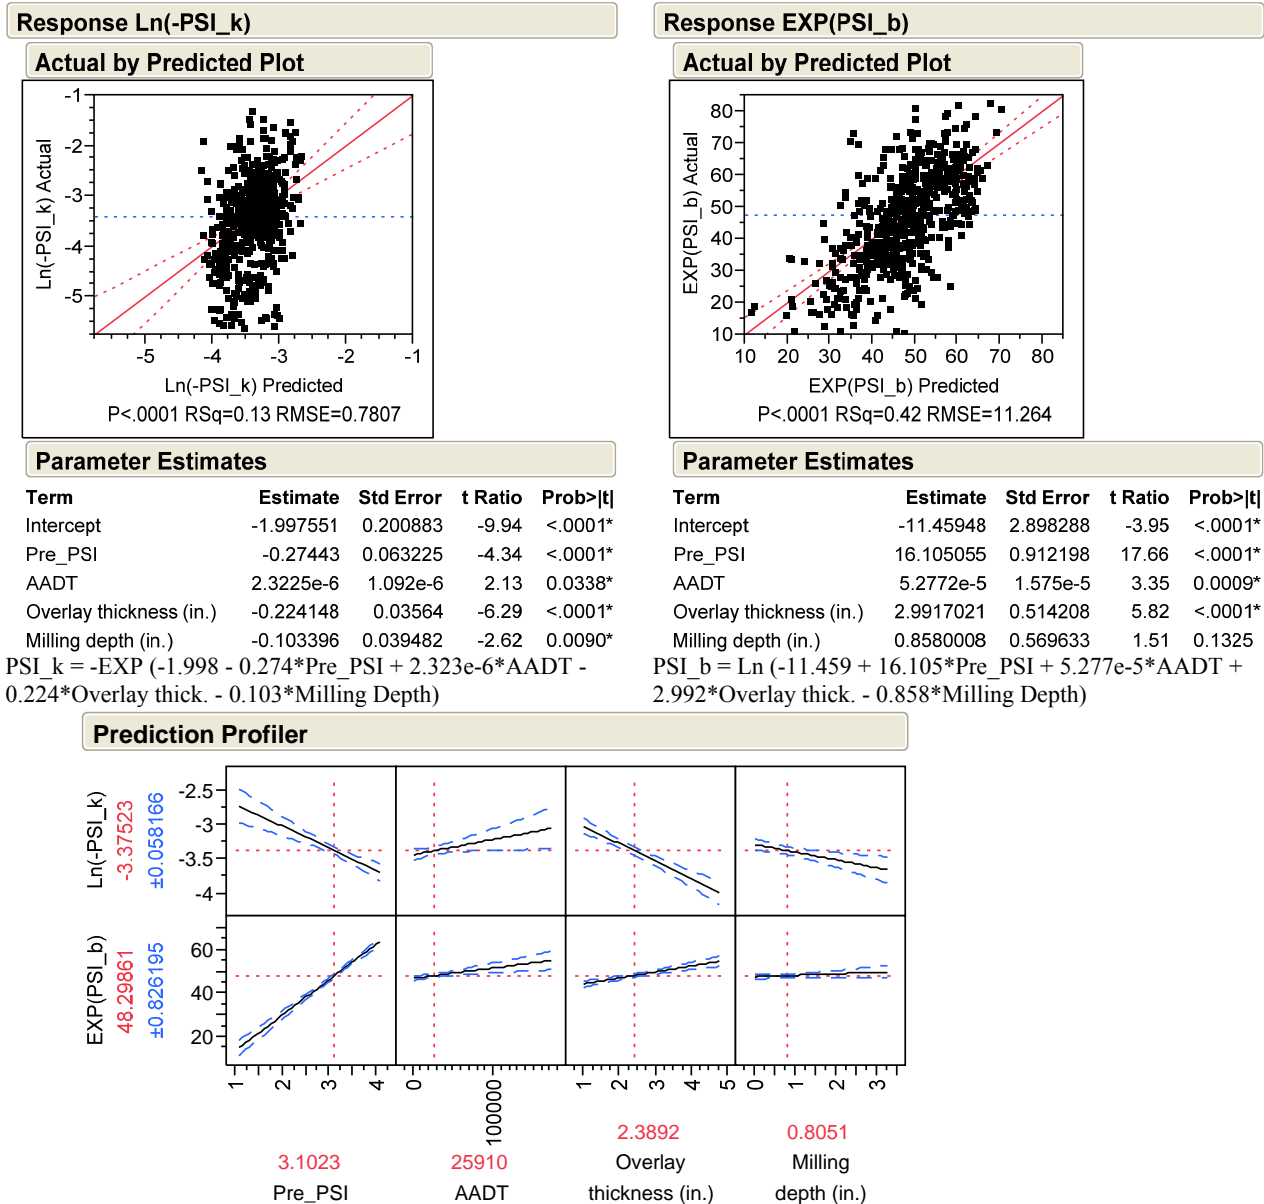 Response Ln(-PSI_k)
Actual by Predicted Plot
Ln(-PSI_k) Actual
-1
-2
-3
-4
-5
-5 -4 -3 -2 -1
Ln(-PSI_k) Predicted
P<.0001 RSq=0.13 RMSE=0.7807
Parameter Estimates
Term Estimate Std Error t Ratio Prob>|t|
Intercept -1.997551 0.200883 -9.94 <.0001*
Pre_PSI -0.27443 0.063225 -4.34 <.0001*
AADT 2.3225e-6 1.092e-6 2.13 0.0338*
Overlay thickness (in.) -0.224148 0.03564 -6.29 <.0001*
Milling depth (in.) -0.103396 0.039482 -2.62 0.0090*
PSI_k = -EXP (-1.998 - 0.274*Pre_PSI + 2.323e-6*AADT -
0.224*Overlay thick. - 0.103*Milling Depth)
Response EXP(PSI_b)
Actual by Predicted Plot
EXP(PSI_b) Actual
80
70
60
50
40
30
20
10
10 20 30 40 50 60 70 80
EXP(PSI_b) Predicted
P<.0001 RSq=0.42 RMSE=11.264
Parameter Estimates
Term Estimate Std Error t Ratio Prob>|t|
Intercept -11.45948 2.898288 -3.95 <.0001*
Pre_PSI 16.105055 0.912198 17.66 <.0001*
AADT 5.2772e-5 1.575e-5 3.35 0.0009*
Overlay thickness (in.) 2.9917021 0.514208 5.82 <.0001*
Milling depth (in.) 0.8580008 0.569633 1.51 0.1325
PSI_b = Ln (-11.459 + 16.105*Pre_PSI + 5.277e-5*AADT +
2.992*Overlay thick. - 0.858*Milling Depth)
Prediction Profiler
Ln(-PSI_k)
-3.37523
±0.058166
-2.5
-3
-3.5
-4
EXP(PSI_b)
48.29861
±0.826195
60
40
20
1 2 3 4
0 100000
1 2 3 4 5
0 1 2 3
3.1023
Pre_PSI
25910
AADT
2.3892
Overlay
thickness (in.)
0.8051
Milling
depth (in.)